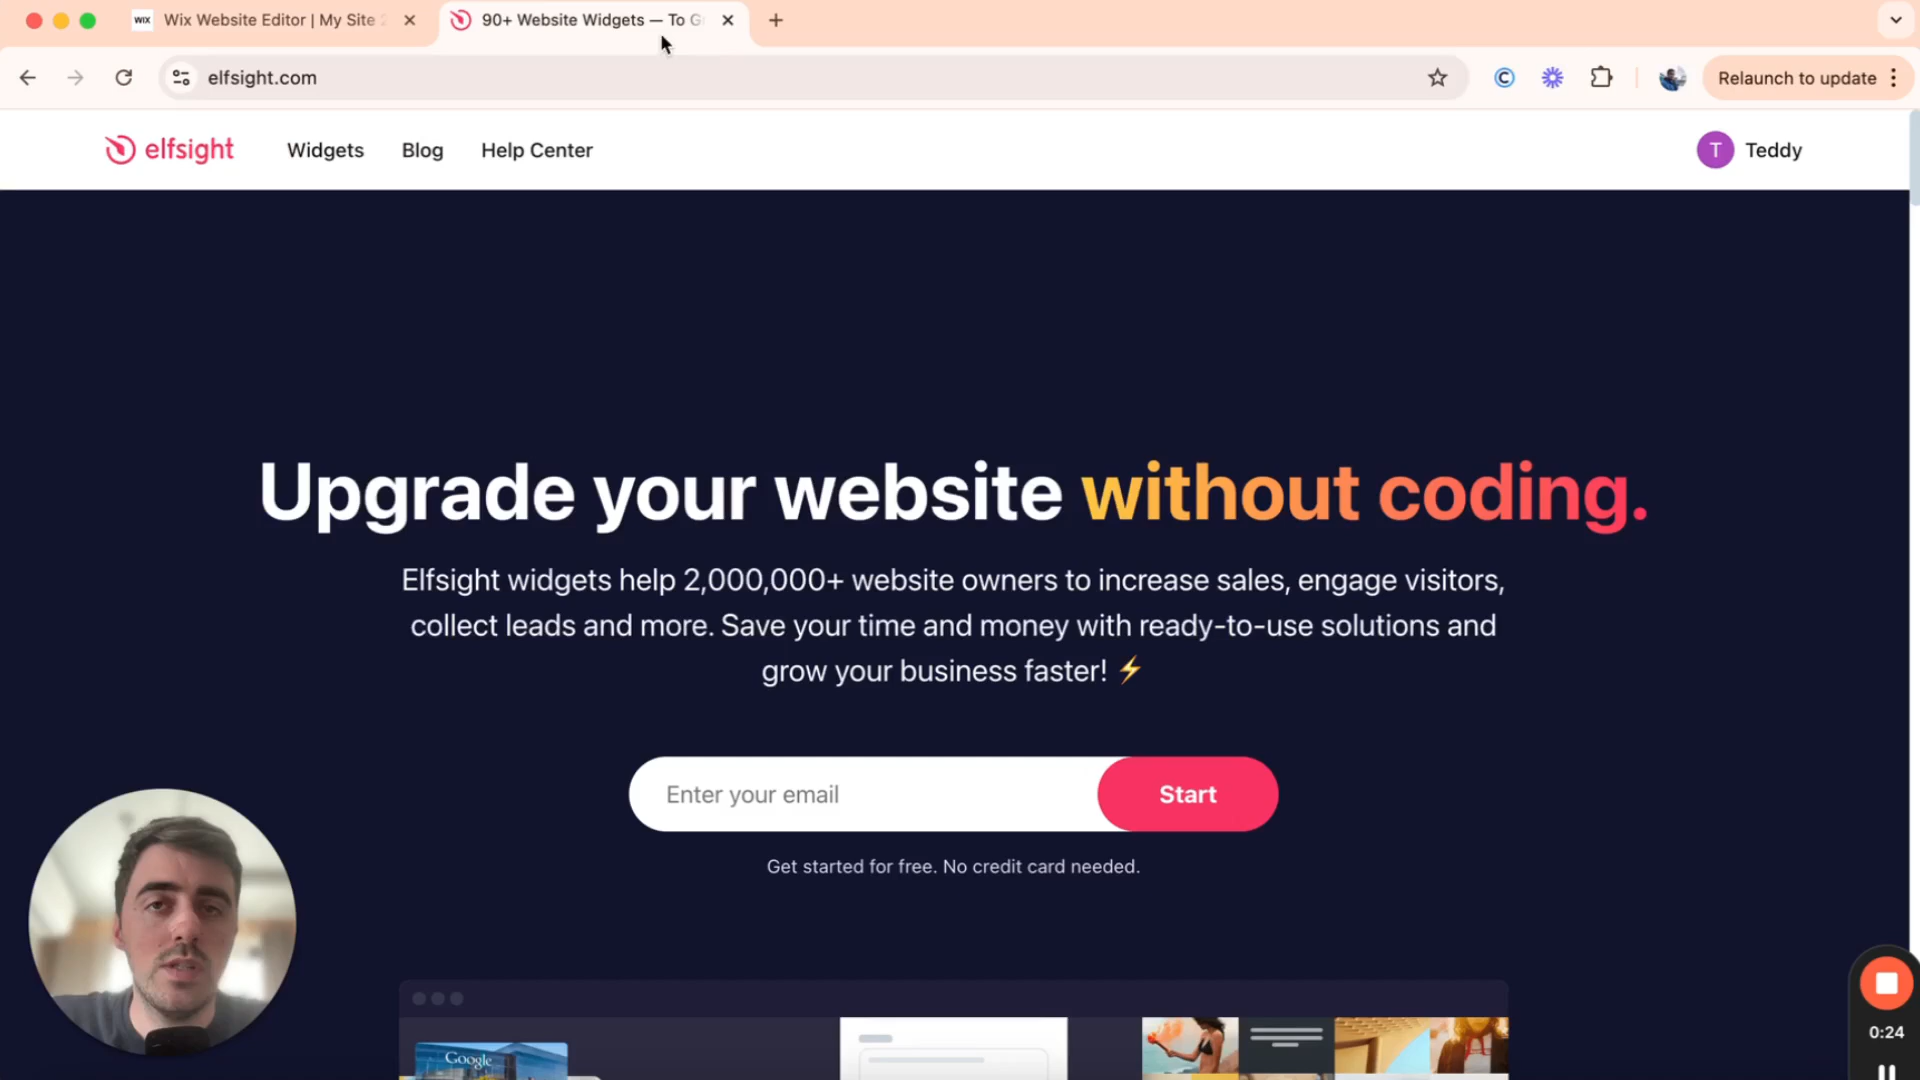 WIX Wix Website Editor | My Site
90+ Website Widgets — To G
elfsight.com
Relaunch to update
elfsight
Widgets
Blog
Help Center
T
Teddy
Upgrade your website without coding.
Elfsight widgets help 2,000,000+ website owners to increase sales, engage visitors,
collect leads and more. Save your time and money with ready-to-use solutions and
grow your business faster! ⚡
Enter your email
Start
Get started for free. No credit card needed.
Google
0:24